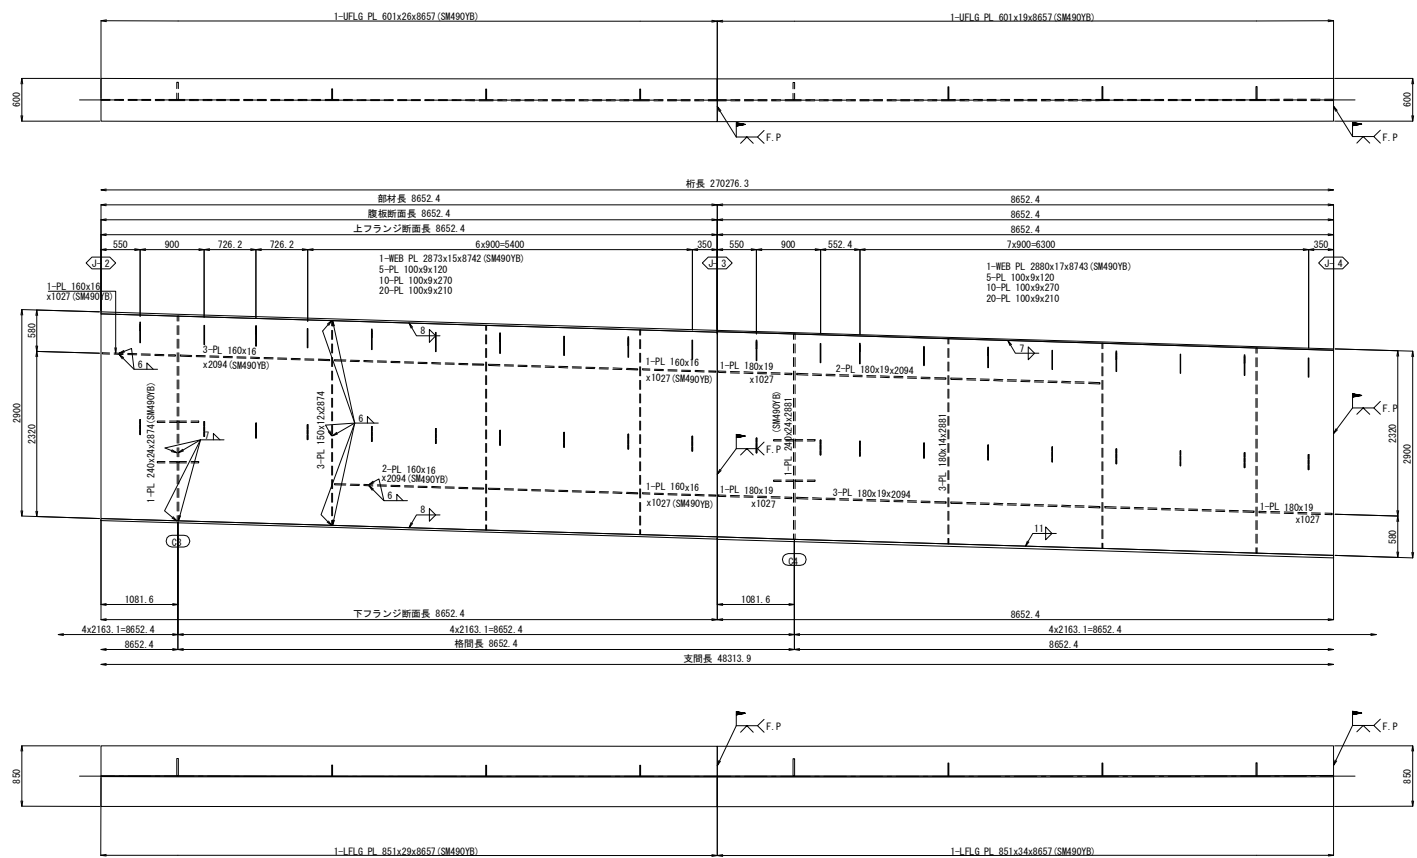 1-UFLG PL 601x26x8657(SM490YB)
1-UFLG PL 601x19x8657(SM490YB)
600
600
F.P
F.P
桁長 270276.3
部材長 8652.4
8652.4
腹板断面長 8652.4
8652.4
上フランジ断面長 8652.4
8652.4
550
900
726.2
726.2
6x900=5400
350
550
900
552.4
7x900=6300
350
J-2
J-3
J-4
1-WEB PL 2873x15x8742(SM490YB)
5-PL 100x9x120
10-PL 100x9x270
20-PL 100x9x210
1-WEB PL 2880x17x8743(SM490YB)
5-PL 100x9x120
10-PL 100x9x270
20-PL 100x9x210
1-PL 160x16
x1027(SM490YB)
580
2900
2320
6
3-PL 160x16
x2094(SM490YB)
8
1-PL 160x16
x1027(SM490YB)
1-PL 180x19
x1027
2-PL 180x19x2094
7
1-PL 240x24x2874(SM490YB)
7
3-PL 150x12x2874
6
2-PL 160x16
x2094(SM490YB)
6
8
1-PL 160x16
x1027(SM490YB)
F.P
1-PL 180x19
x1027
(SM490YB)
1-PL 240x24x2881
3-PL 180x19x2094
3-PL 180x14x2881
11
1-PL 180x19
x1027
F.P
2320
2900
580
C3
C4
1081.6
下フランジ断面長 8652.4
1081.6
8652.4
4x2163.1=8652.4
4x2163.1=8652.4
4x2163.1=8652.4
8652.4
格間長 8652.4
8652.4
支間長 48313.9
F.P
F.P
850
850
1-LFLG PL 851x29x8657(SM490YB)
1-LFLG PL 851x34x8657(SM490YB)